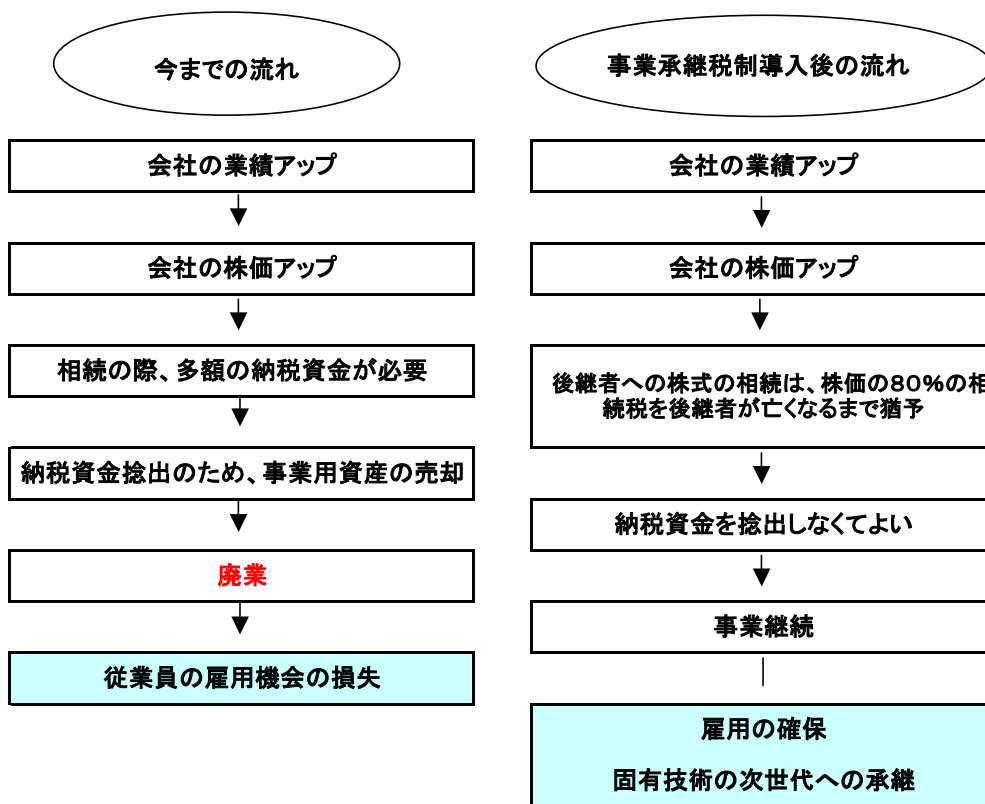 今までの流れ
会社の業績アップ
会社の株価アップ
相続の際、多額の納税資金が必要
納税資金捻出のため、事業用資産の売却
廃業
従業員の雇用機会の損失
事業承継税制導入後の流れ
会社の業績アップ
会社の株価アップ
後継者への株式の相続は、株価の80%の相
続税を後継者が亡くなるまで猶予
納税資金を捻出しなくてよい
事業継続
雇用の確保
固有技術の次世代への承継